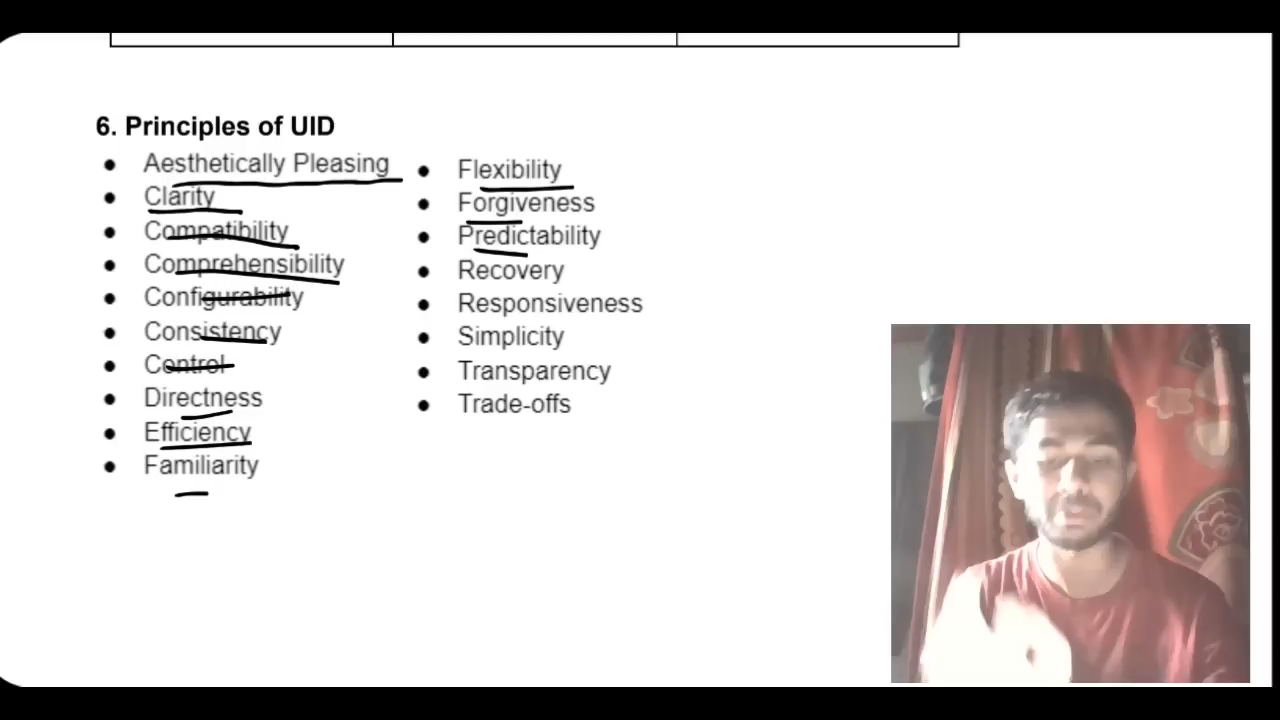 6. Principles of UID
Aesthetically Pleasing
Clarity
Compatibility
Comprehensibility
Configurability
Consistency
Control
Directness
Efficiency
Familiarity
Flexibility
Forgiveness
Predictability
Recovery
Responsiveness
Simplicity
Transparency
Trade-offs